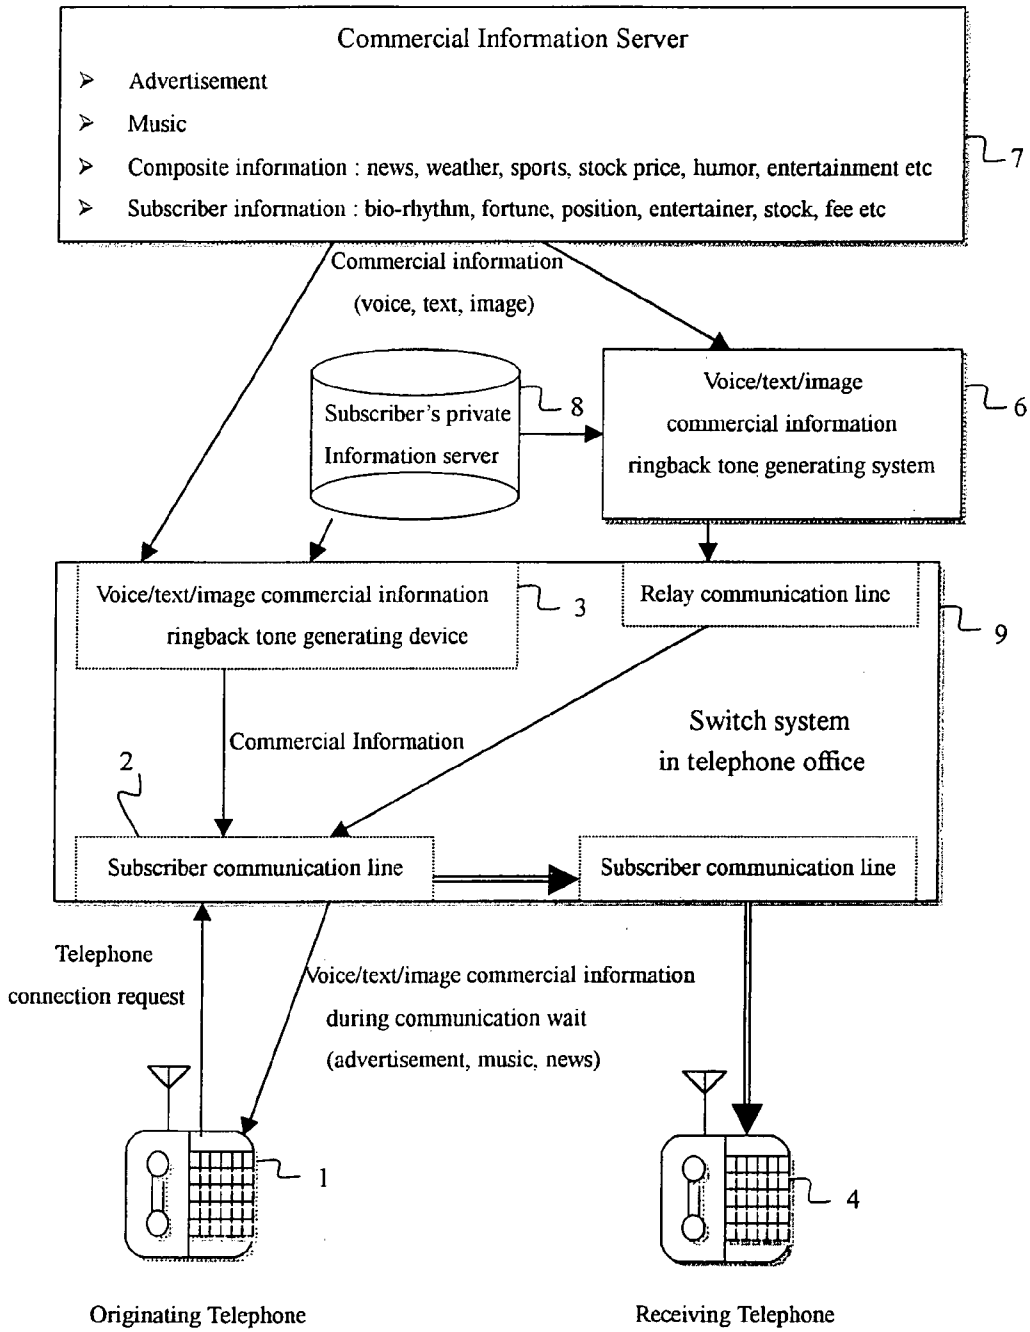 Commercial Information Server
➢ Advertisement
➢ Music
➢ Composite information : news, weather, sports, stock price, humor, entertainment etc
➢ Subscriber information : bio-rhythm, fortune, position, entertainer, stock, fee etc
7
Commercial information
(voice, text, image)
Subscriber's private
Information server
8
Voice/text/image
commercial information
ringback tone generating system
6
Voice/text/image commercial information
ringback tone generating device
3
Relay communication line
9
Switch system
in telephone office
Commercial Information
2
Subscriber communication line
Subscriber communication line
Telephone
connection request
Voice/text/image commercial information
during communication wait
(advertisement, music, news)
1
4
Originating Telephone
Receiving Telephone